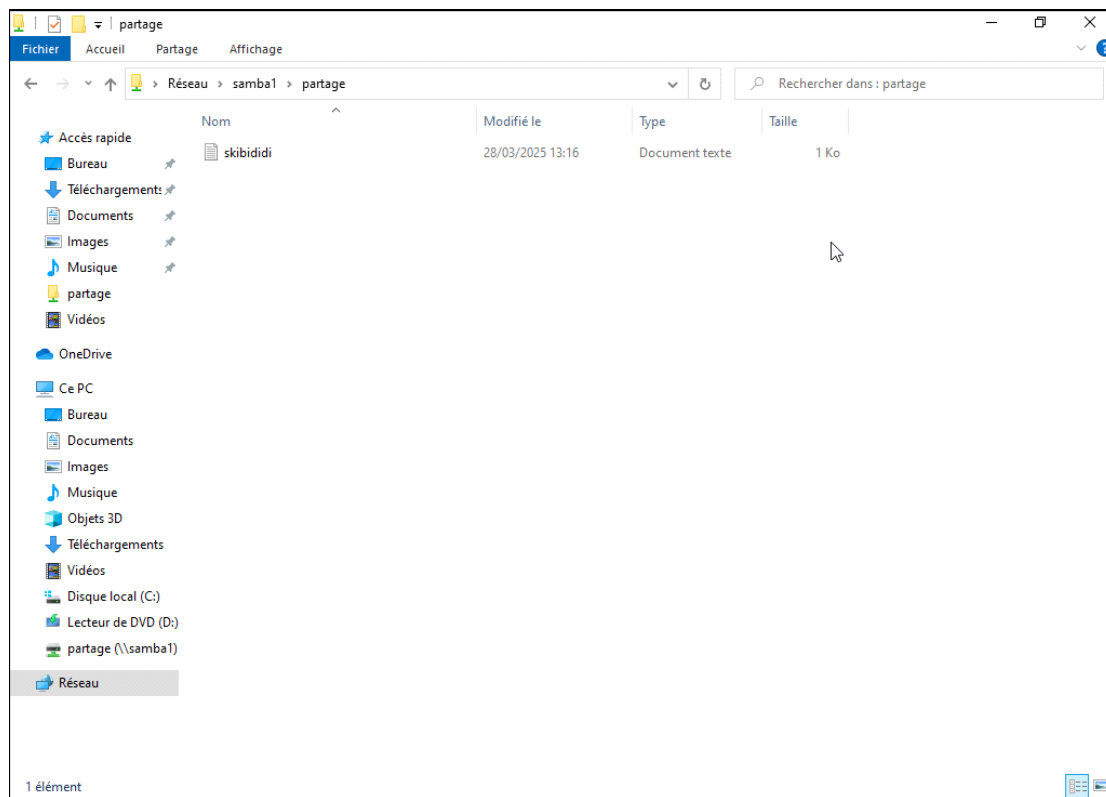 partage
Fichier Accueil Partage Affichage
Réseau samba1 partage Rechercher dans : partage
Nom Modifié le Type Taille
skibididi 28/03/2025 13:16 Document texte 1 Ko
Accès rapide
Bureau
Téléchargements
Documents
Images
Musique
partage
Vidéos
OneDrive
Ce PC
Bureau
Documents
Images
Musique
Objets 3D
Téléchargements
Vidéos
Disque local (C:)
Lecteur de DVD (D:)
partage (\\samba1)
Réseau
1 élément